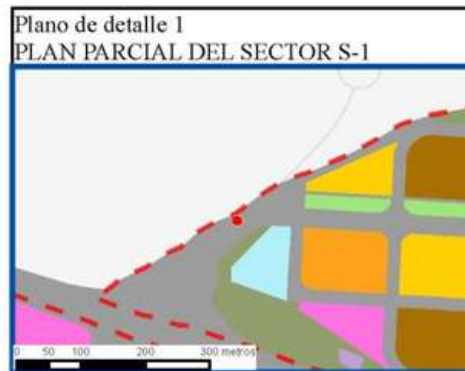 Plano de detalle 1
PLAN PARCIAL DEL SECTOR S-1
0 50 100 200 300 metros